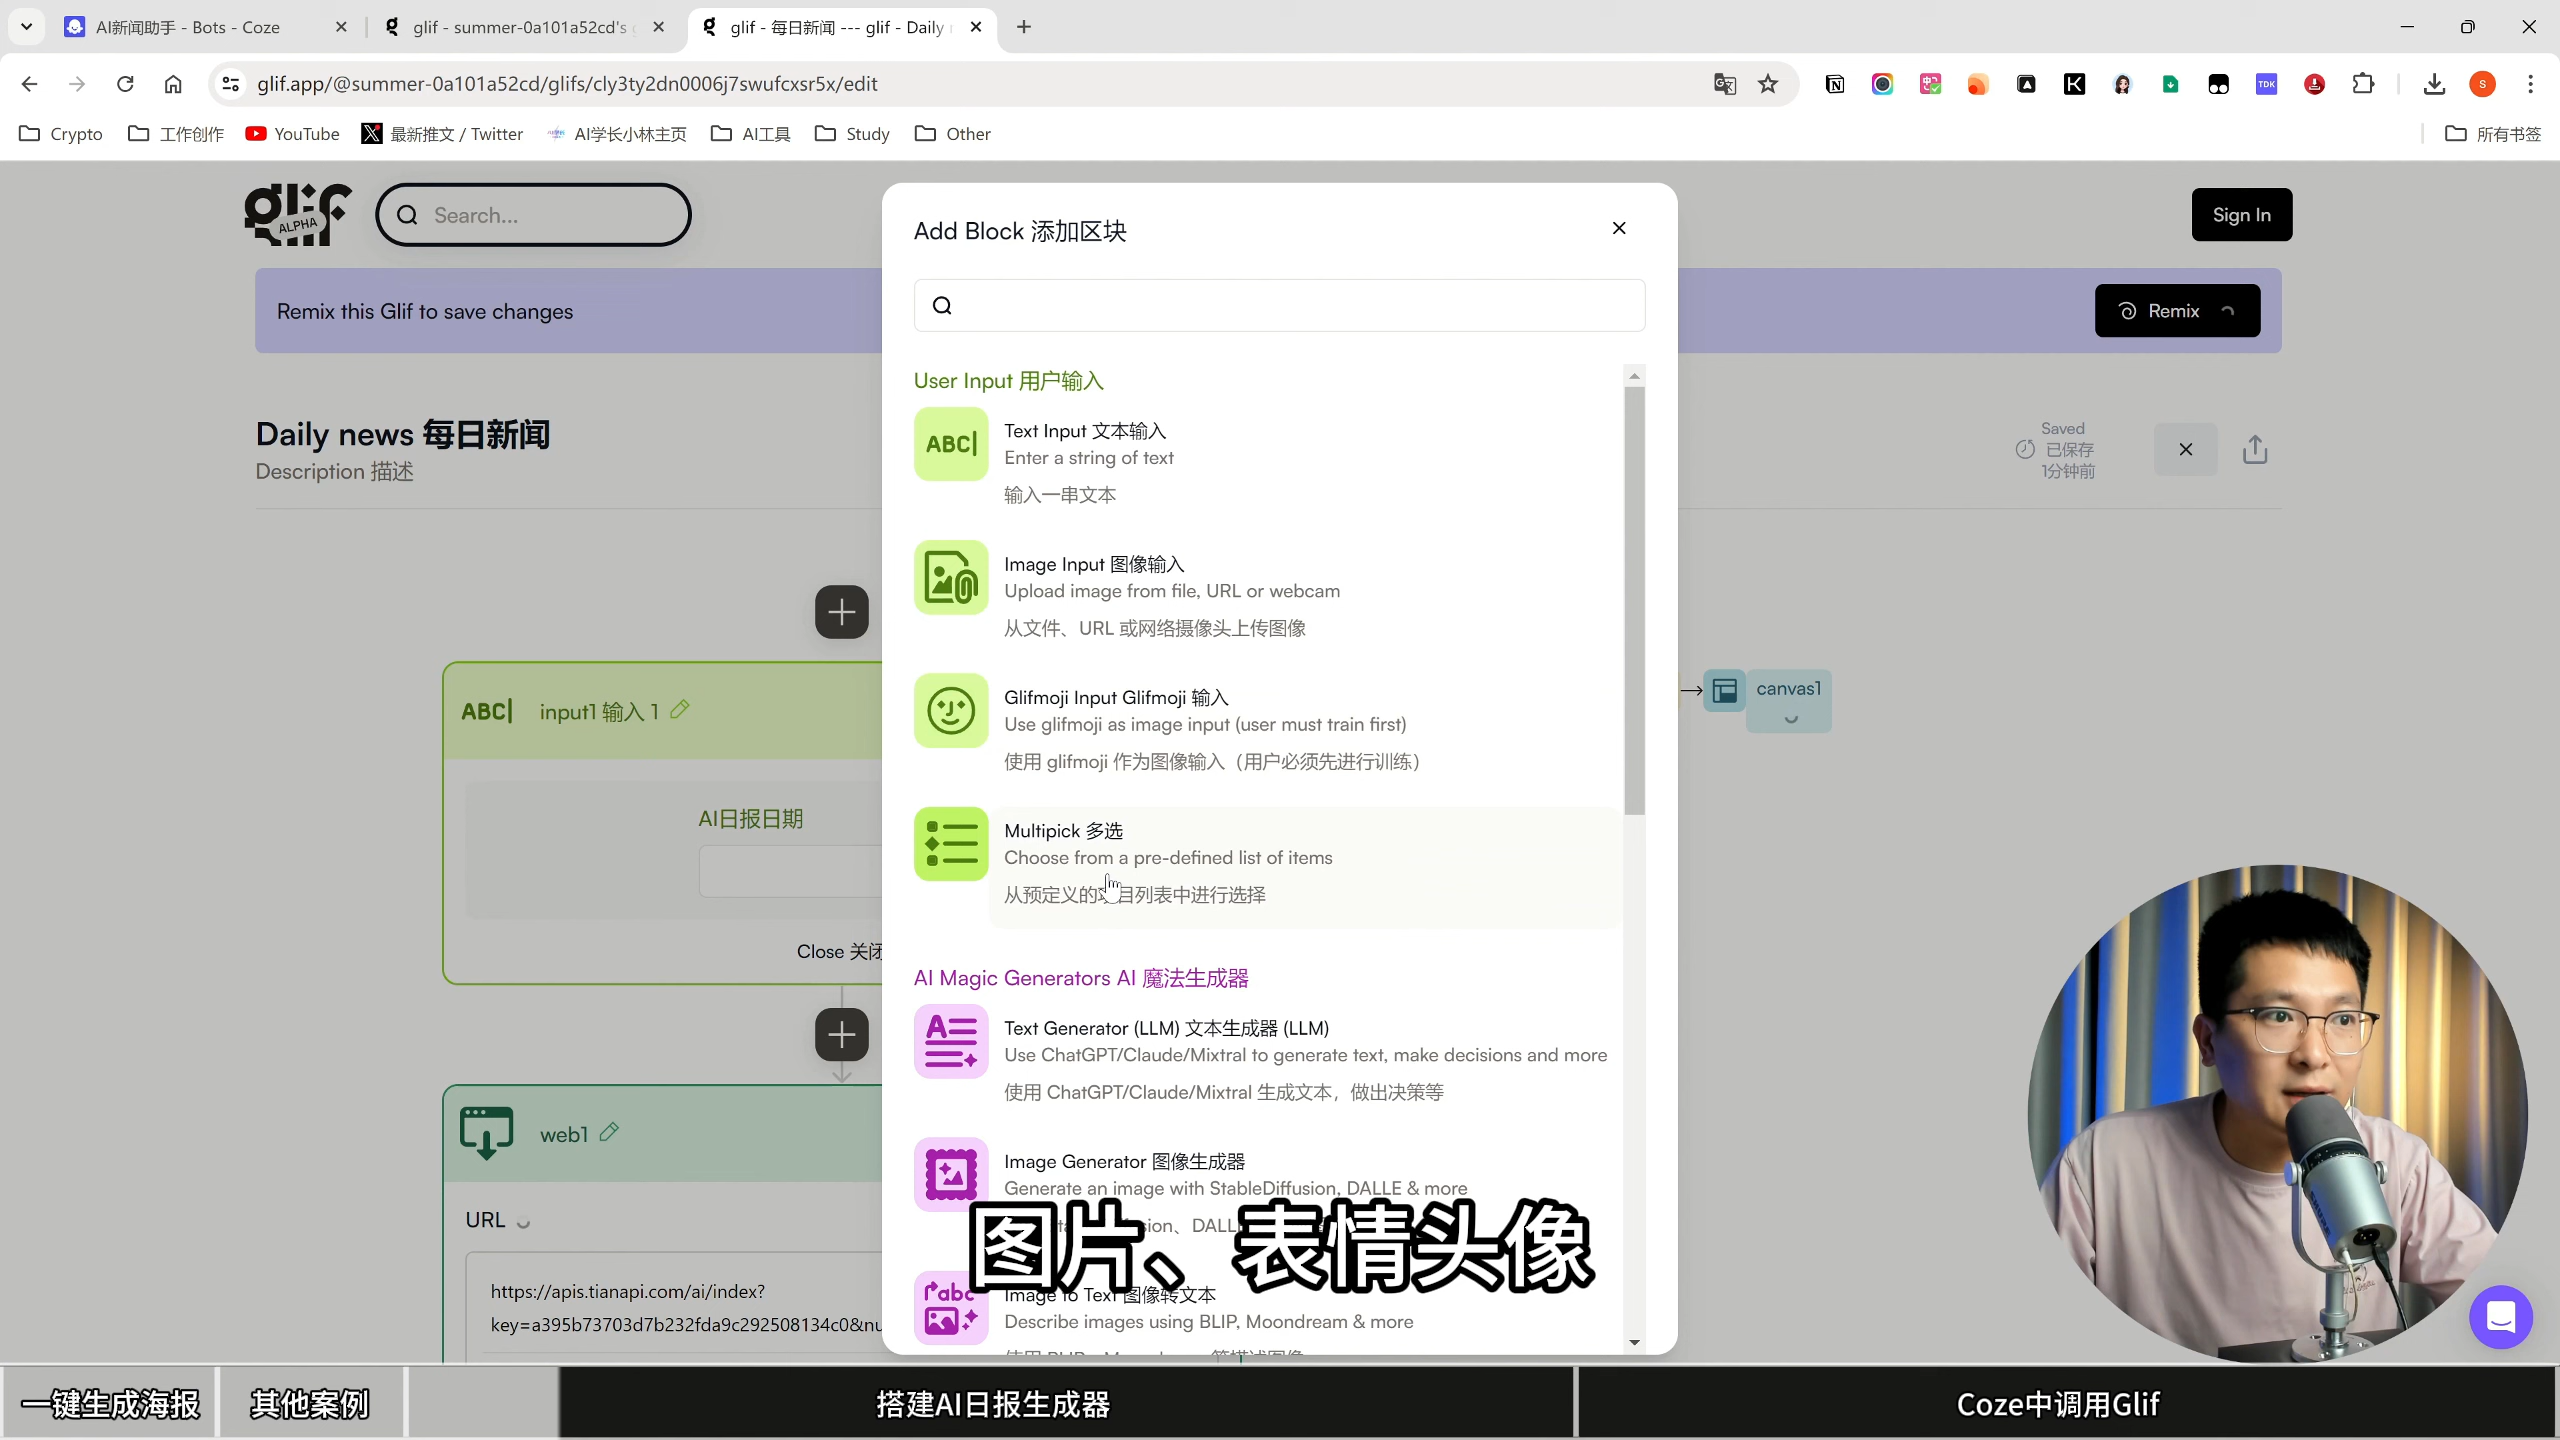 AI新闻助手 - Bots - Coze
glif - summer-0a101a52cd's
glif - 每日新闻 --- glif - Daily
glif.app/@summer-0a101a52cd/glifs/cly3ty2dn0006j7swufcxsr5x/edit
TDK
S
Crypto
工作创作
YouTube
最新推文 / Twitter
AI学长小林主页
AI工具
Study
Other
所有书签
glif
ALPHA
Search...
Sign In
Remix this Glif to save changes
Remix
Daily news 每日新闻
Description 描述
Saved
已保存
1分钟前
ABC
input1 输入 1
AI日报日期
Close 关闭
web1
URL
https://apis.tianapi.com/ai/index?
key=a395b73703d7b232fda9c292508134c0&nu
canvas1
Add Block 添加区块
User Input 用户输入
ABC
Text Input 文本输入
Enter a string of text
输入一串文本
Image Input 图像输入
Upload image from file, URL or webcam
从文件、URL 或网络摄像头上传图像
Glifmoji Input Glifmoji 输入
Use glifmoji as image input (user must train first)
使用 glifmoji 作为图像输入（用户必须先进行训练）
Multipick 多选
Choose from a pre-defined list of items
从预定义的项目列表中进行选择
AI Magic Generators AI 魔法生成器
Text Generator (LLM) 文本生成器 (LLM)
Use ChatGPT/Claude/Mixtral to generate text, make decisions and more
使用 ChatGPT/Claude/Mixtral 生成文本，做出决策等
Image Generator 图像生成器
Generate an image with StableDiffusion, DALLE & more
图片、表情头像
abc
Image to Text 图像转文本
Describe images using BLIP, Moondream & more
一键生成海报
其他案例
搭建AI日报生成器
Coze中调用Glif